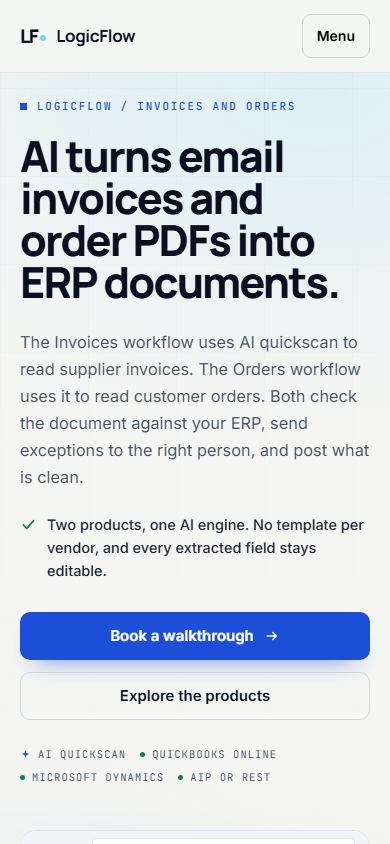 LF LogicFlow
Menu
LOGICFLOW / INVOICES AND ORDERS
AI turns email
invoices and
order PDFs into
ERP documents.
The Invoices workflow uses AI quickscan to
read supplier invoices. The Orders workflow
uses it to read customer orders. Both check
the document against your ERP, send
exceptions to the right person, and post what
is clean.
Two products, one AI engine. No template per
vendor, and every extracted field stays
editable.
Book a walkthrough →
Explore the products
AI QUICKSCAN QUICKBOOKS ONLINE
MICROSOFT DYNAMICS AIP OR REST